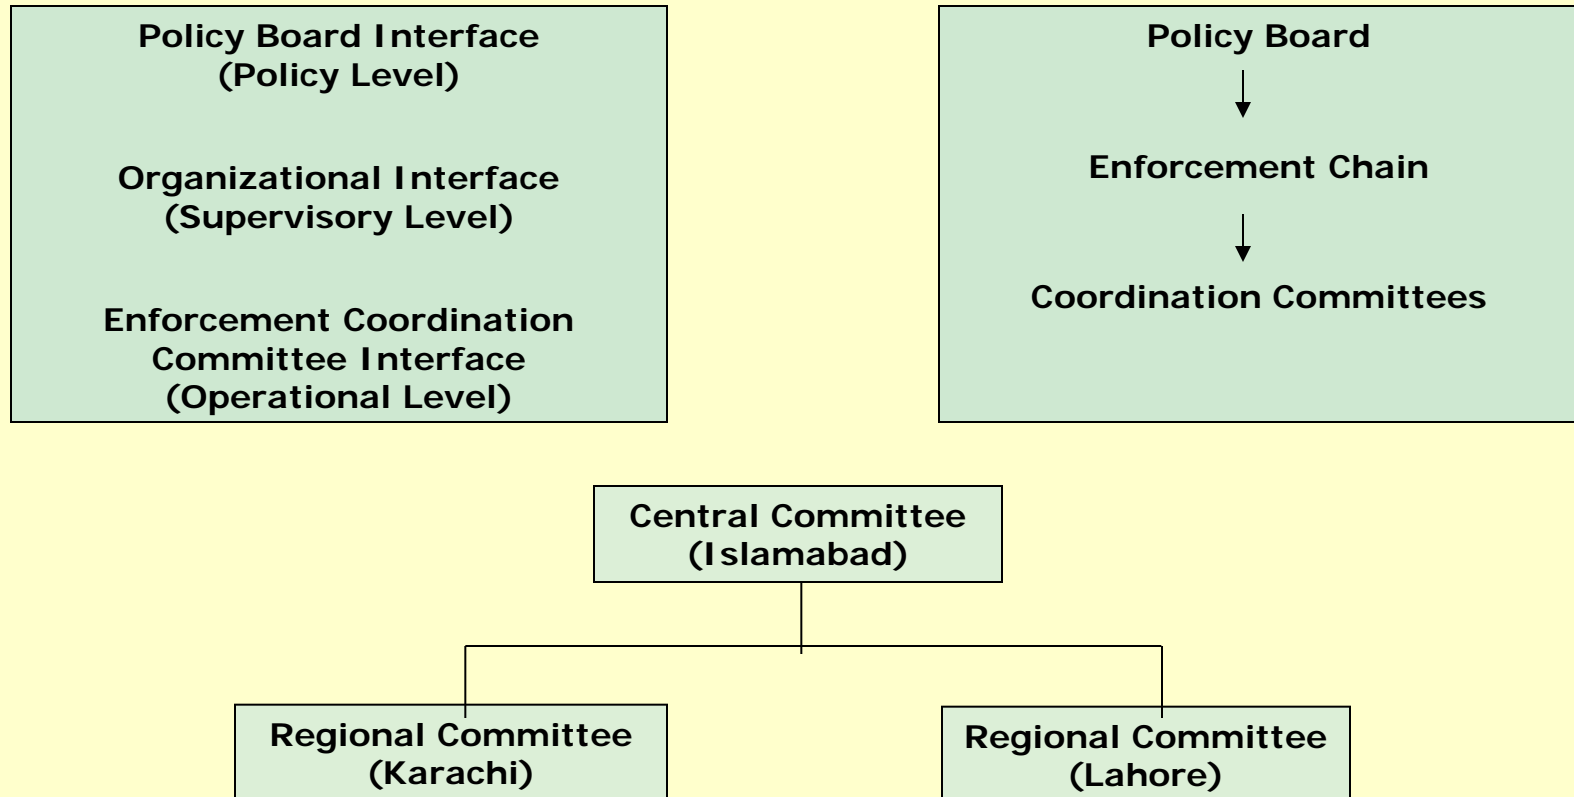 Policy Board Interface
(Policy Level)
Organizational Interface
(Supervisory Level)
Enforcement Coordination
Committee Interface
(Operational Level)
Policy Board
Enforcement Chain
Coordination Committees
Central Committee
(Islamabad)
Regional Committee
(Karachi)
Regional Committee
(Lahore)